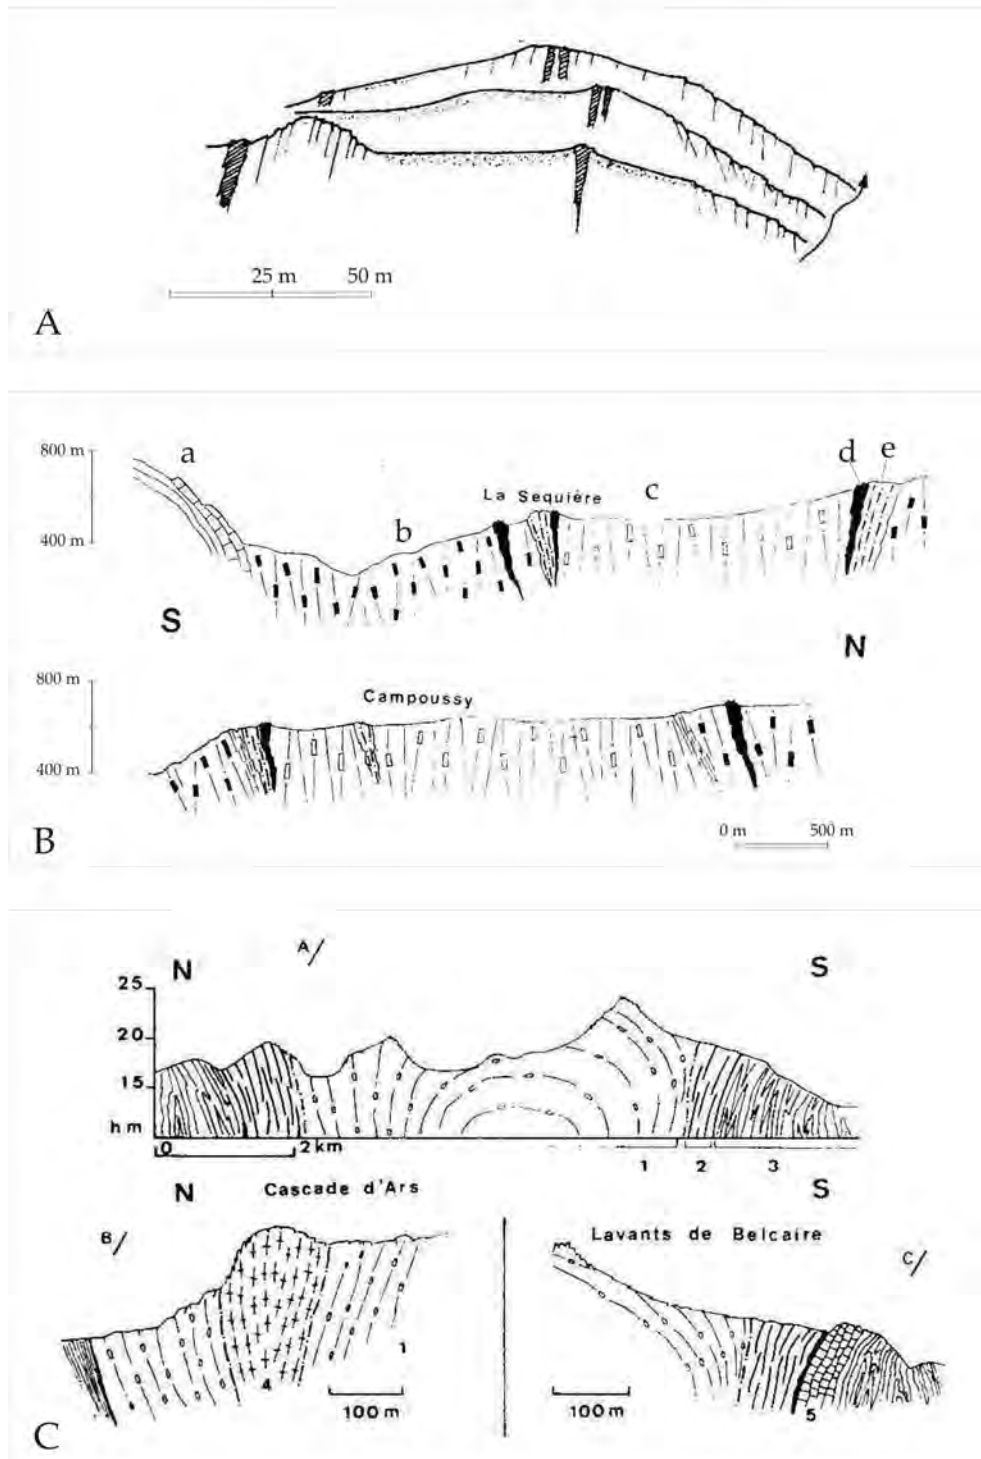 25 m 50 m
A
800 m
a
d e
La Sequière c
400 m
b
S
N
800 m
Campoussy
400 m
0 m 500 m
B
A/
N S
25
20
15
hm
0 2 km
1 2 3
N Cascade d'Ars S
B/
Lavants de Belcaire
C/
1
4
100 m
100 m
5
C